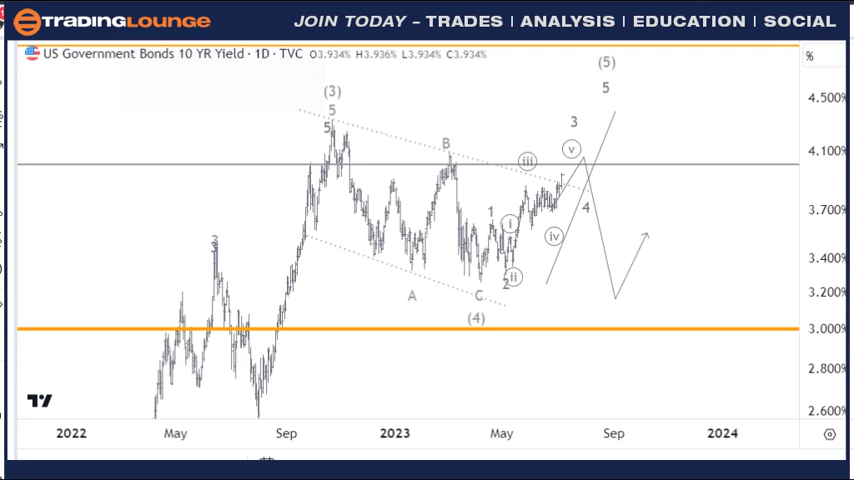 TRADINGLOUNGE
JOIN TODAY - TRADES | ANALYSIS | EDUCATION | SOCIAL
US Government Bonds 10 YR Yield · 1D · TVC O3.934% H3.936% L3.934% C3.934%
%
(5)
5
(3)
5
5
4.500%
3
B
iii
v
4.100%
3
1
i
iv
4
3.700%
ii
2
3.400%
A
C
(4)
3.200%
3.000%
2.800%
2.600%
2022
May
Sep
2023
May
Sep
2024